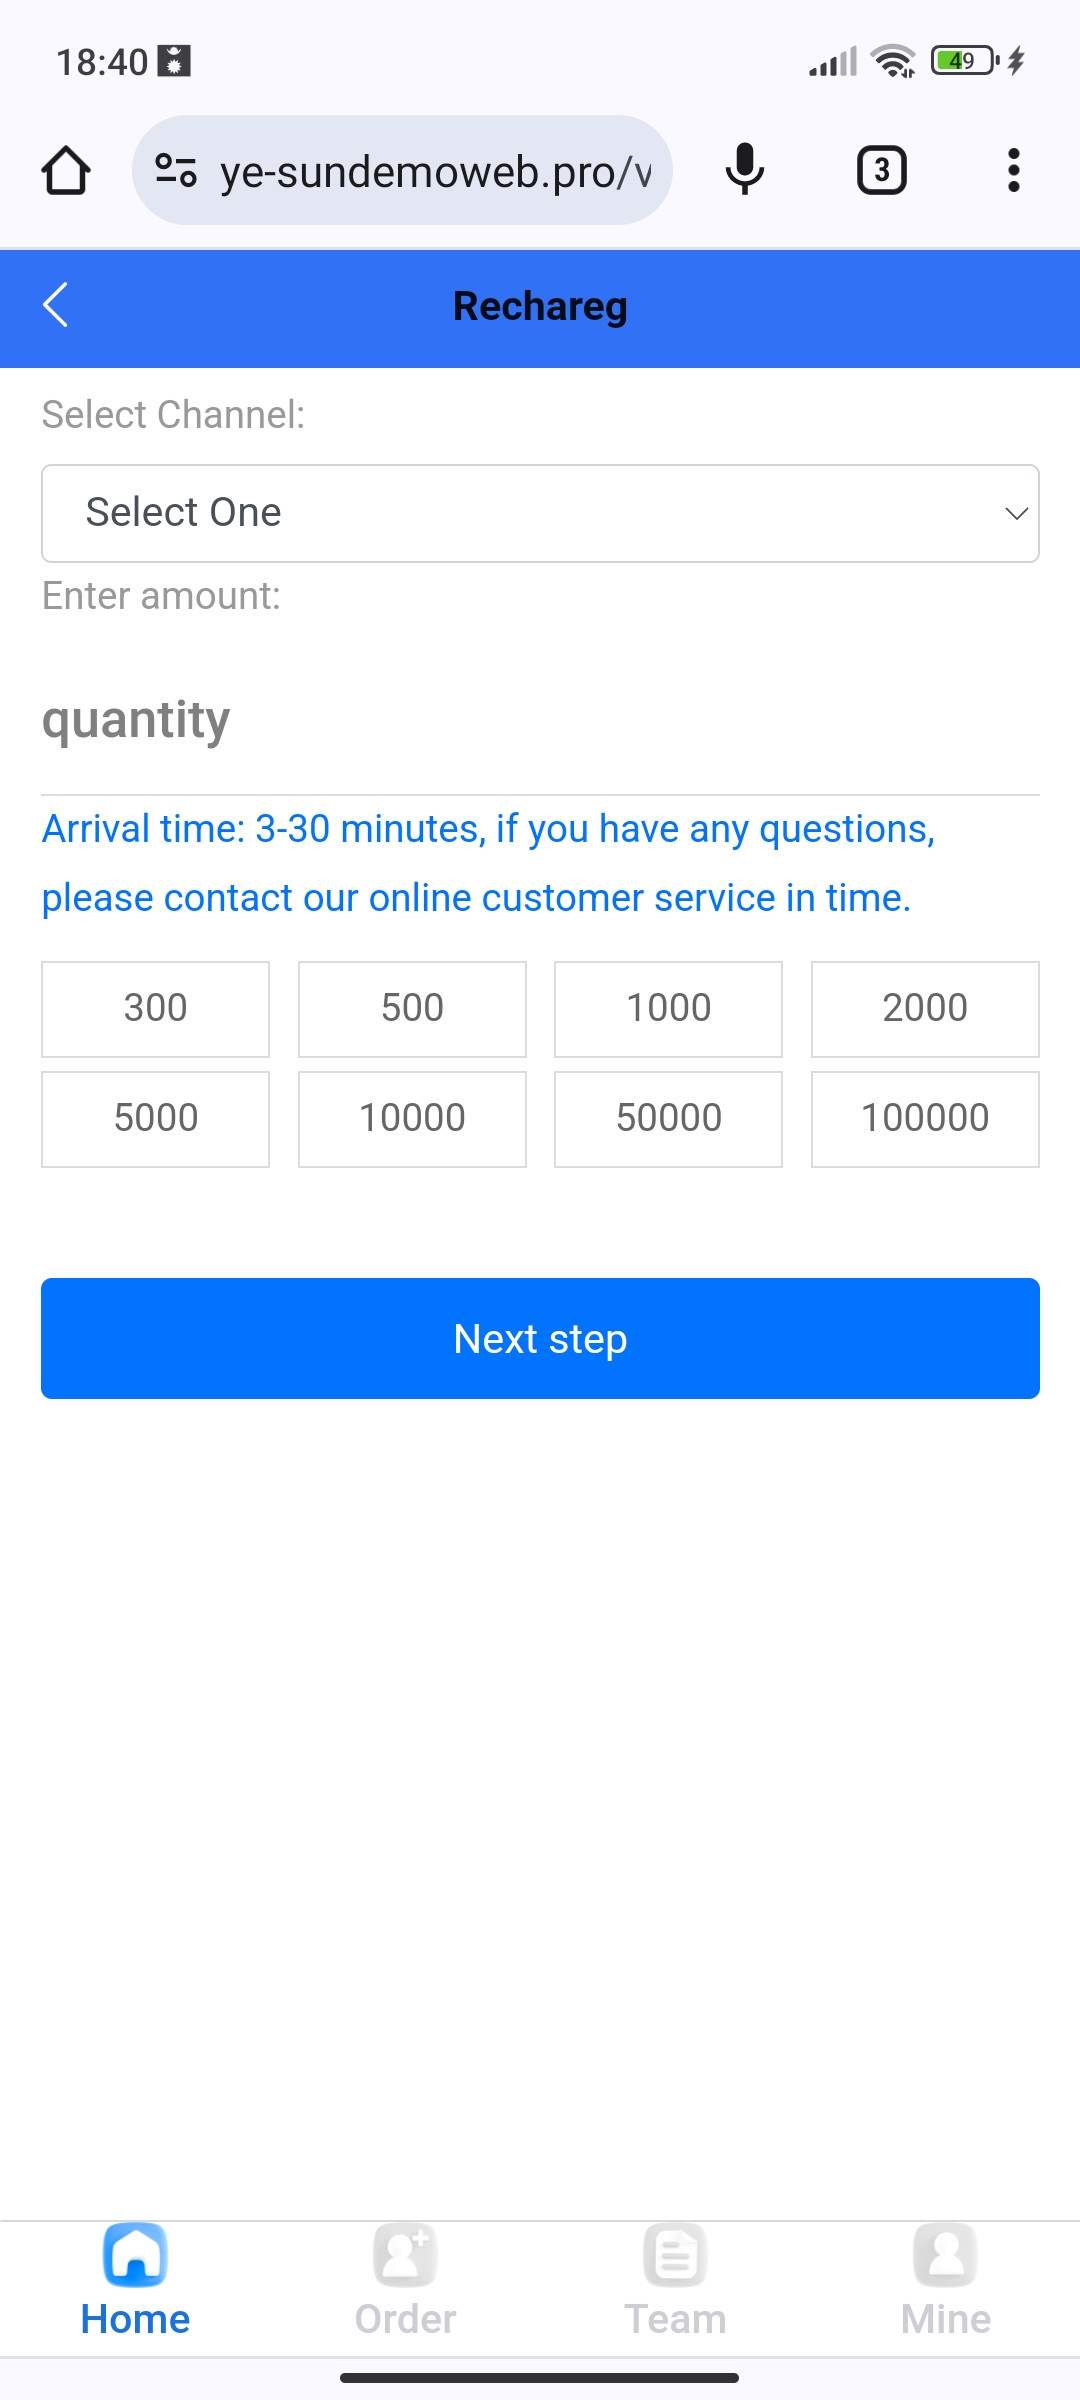 18:40
49
ye-sundemoweb.pro/v
3
Rechareg
Select Channel:
Select One
Enter amount:
quantity
Arrival time: 3-30 minutes, if you have any questions,
please contact our online customer service in time.
300 500 1000 2000
5000 10000 50000 100000
Next step
Home Order Team Mine